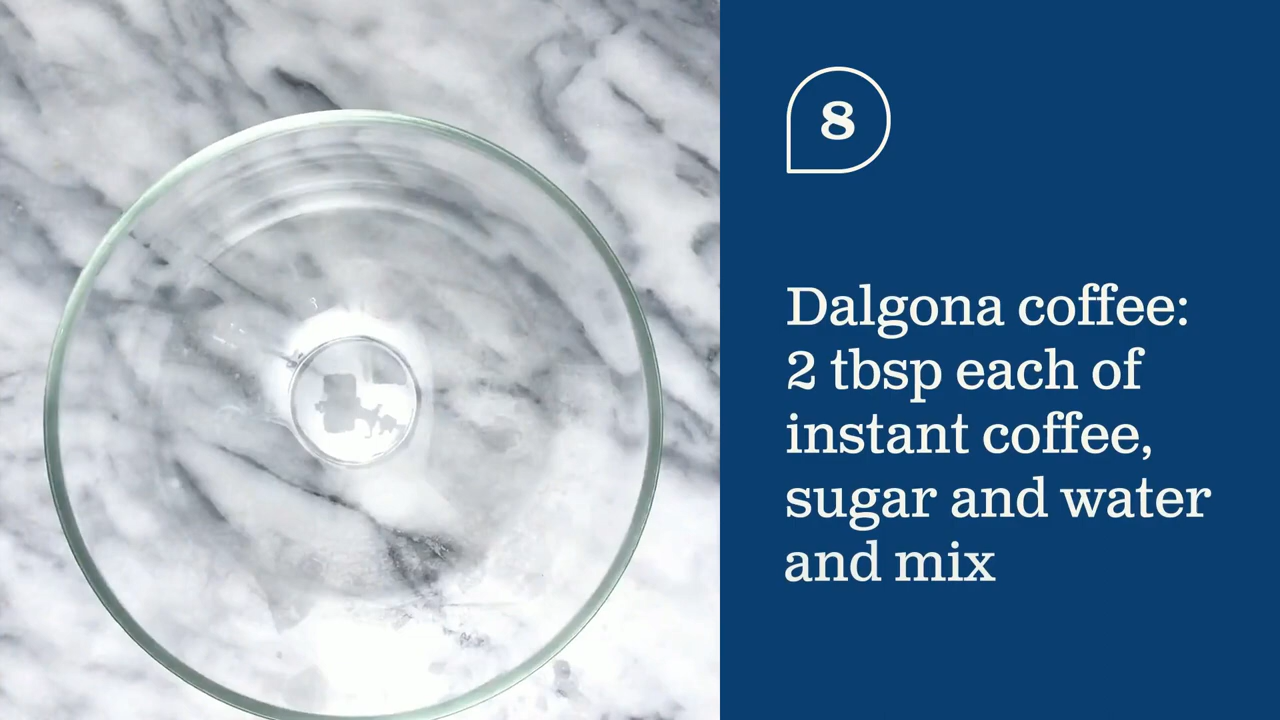 8
Dalgona coffee:
2 tbsp each of
instant coffee,
sugar and water
and mix